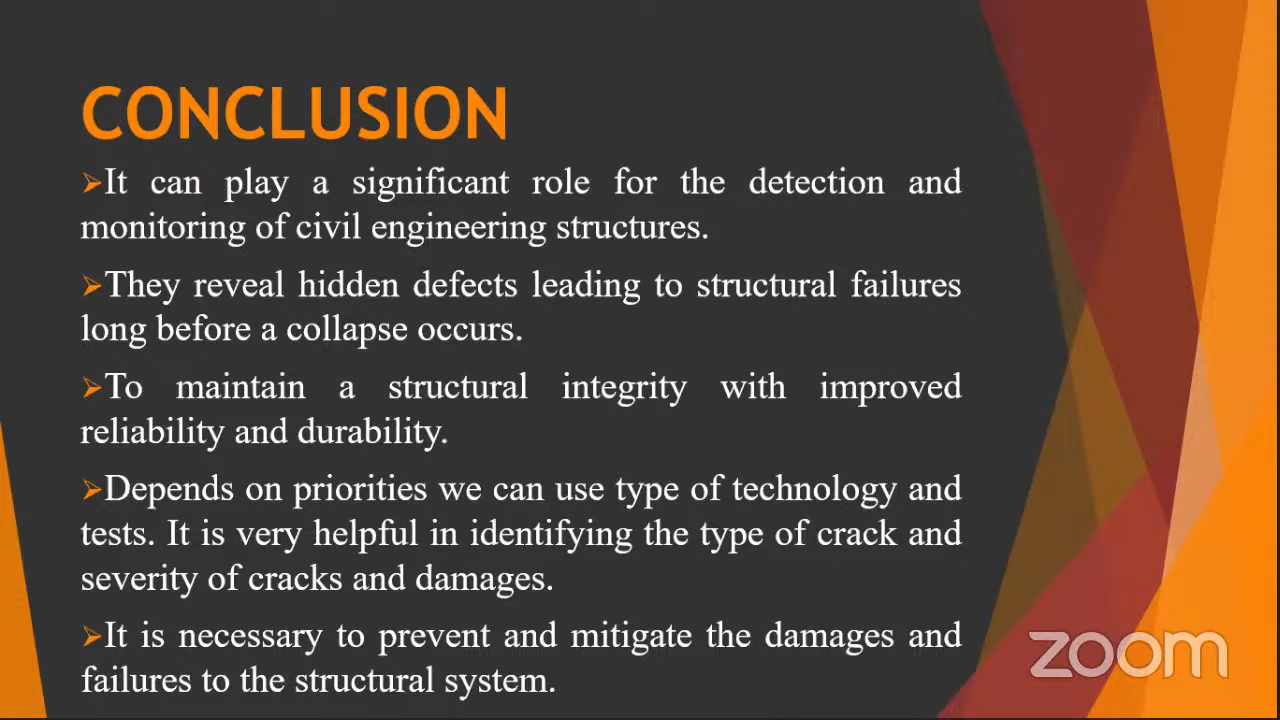 CONCLUSION
➢It can play a significant role for the detection and
monitoring of civil engineering structures.
➢They reveal hidden defects leading to structural failures
long before a collapse occurs.
➢To maintain a structural integrity with improved
reliability and durability.
➢Depends on priorities we can use type of technology and
tests. It is very helpful in identifying the type of crack and
severity of cracks and damages.
➢It is necessary to prevent and mitigate the damages and
failures to the structural system.
zoom